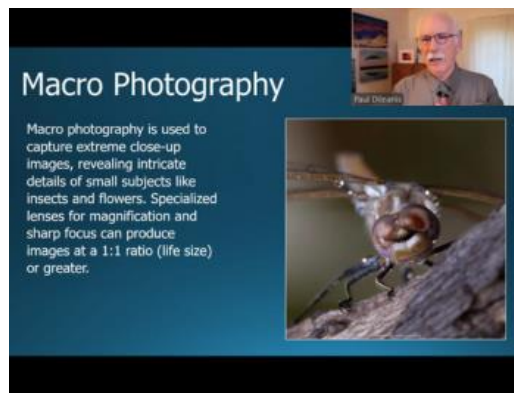 Macro Photography
Paul Dileanis
Macro photography is used to
capture extreme close-up
images, revealing intricate
details of small subjects like
insects and flowers. Specialized
lenses for magnification and
sharp focus can produce
images at a 1:1 ratio (life size)
or greater.